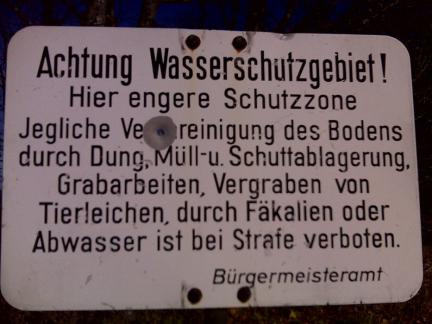 Achtung Wasserschutzgebiet!
Hier engere Schutzzone
Jegliche Verunreinigung des Bodens
durch Dung, Müll-u. Schuttablagerung,
Grabarbeiten, Vergraben von
Tierleichen, durch Fäkalien oder
Abwasser ist bei Strafe verboten.
Bürgermeisteramt